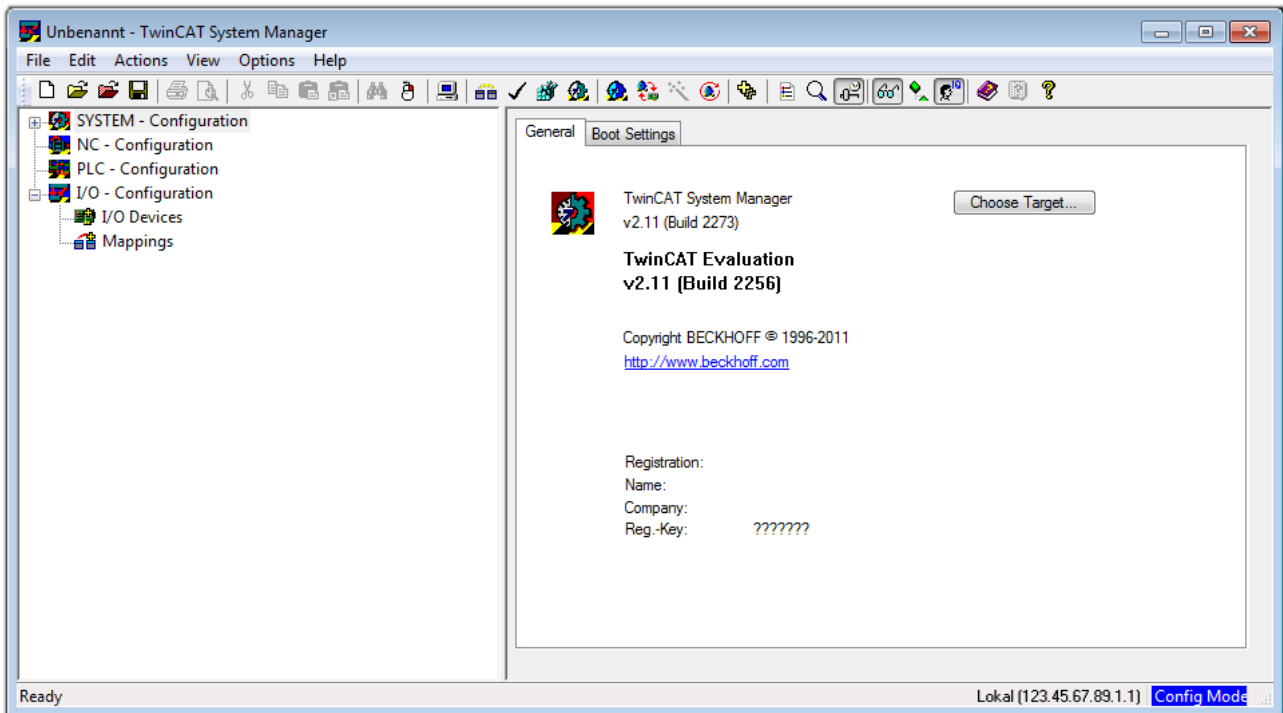 Unbenannt - TwinCAT System Manager
File Edit Actions View Options Help
SYSTEM - Configuration
NC - Configuration
PLC - Configuration
I/O - Configuration
I/O Devices
Mappings
General Boot Settings
TwinCAT System Manager
v2.11 (Build 2273)
Choose Target...
TwinCAT Evaluation
v2.11 (Build 2256)
Copyright BECKHOFF © 1996-2011
http://www.beckhoff.com
Registration:
Name:
Company:
Reg.-Key: ???????
Ready Lokal (123.45.67.89.1.1) Config Mode